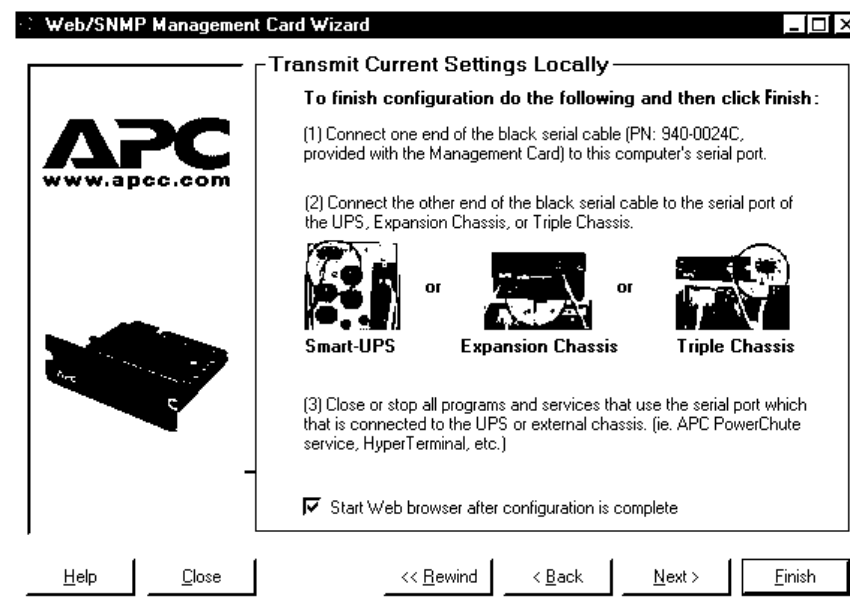 Web/SNMP Management Card Wizard
Transmit Current Settings Locally
To finish configuration do the following and then click Finish:
APC
www.apcc.com
(1) Connect one end of the black serial cable (PN: 940-0024C,
provided with the Management Card) to this computer's serial port.
(2) Connect the other end of the black serial cable to the serial port of
the UPS, Expansion Chassis, or Triple Chassis.
or
or
Smart-UPS
Expansion Chassis
Triple Chassis
(3) Close or stop all programs and services that use the serial port which
that is connected to the UPS or external chassis. (ie. APC PowerChute
service, HyperTerminal, etc.)
Start Web browser after configuration is complete
Help
Close
<< Rewind
< Back
Next >
Finish